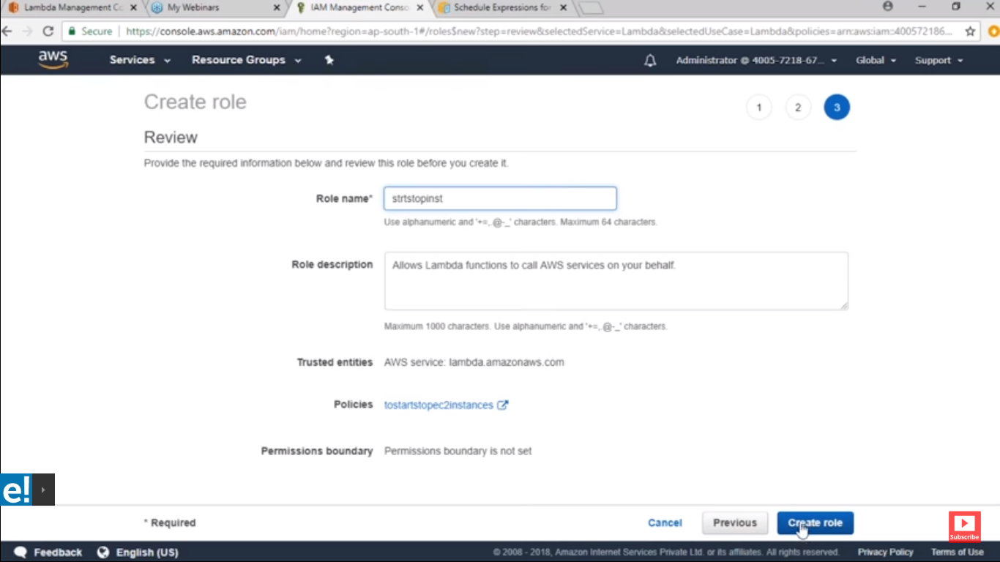 Lambda Management Co
My Webinars
IAM Management Conso
Schedule Expressions for
Secure
https://console.aws.amazon.com/iam/home?region=ap-south-1#/roles$new?step=review&selectedService=Lambda&selectedUseCase=Lambda&policies=arn:aws:iam::400572186...
aws
Services
Resource Groups
Administrator @ 4005-7218-67...
Global
Support
Create role
1
2
3
Review
Provide the required information below and review this role before you create it.
Role name*
strtstopinst
Use alphanumeric and '+=,.@-_' characters. Maximum 64 characters.
Role description
Allows Lambda functions to call AWS services on your behalf.
Maximum 1000 characters. Use alphanumeric and '+=,.@-_' characters.
Trusted entities
AWS service: lambda.amazonaws.com
Policies
tostartstopec2instances
Permissions boundary
Permissions boundary is not set
e!
* Required
Cancel
Previous
Create role
Subscribe
Feedback
English (US)
© 2008 - 2018, Amazon Internet Services Private Ltd. or its affiliates. All rights reserved.
Privacy Policy
Terms of Use